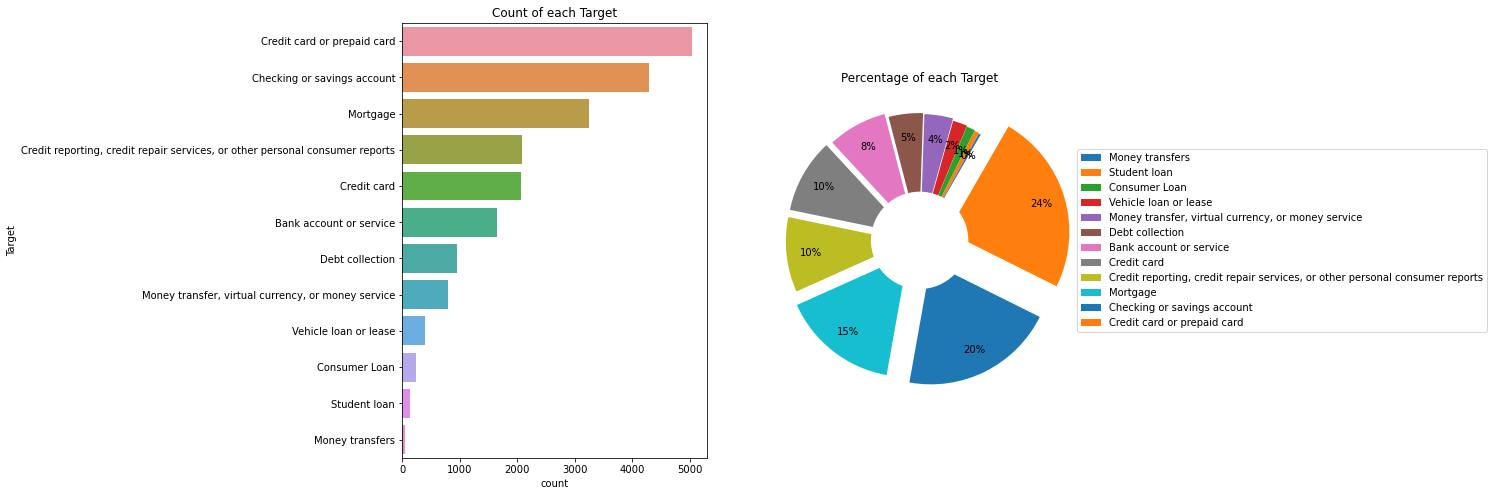 Count of each Target
Credit card or prepaid card
Checking or savings account
Mortgage
Credit reporting, credit repair services, or other personal consumer reports
Credit card
Bank account or service
Debt collection
Money transfer, virtual currency, or money service
Vehicle loan or lease
Consumer Loan
Student loan
Money transfers
Target
0 1000 2000 3000 4000 5000
count
Percentage of each Target
24%
20%
15%
10%
10%
8%
5%
4%
2%
1%
1%
0%
Money transfers
Student loan
Consumer Loan
Vehicle loan or lease
Money transfer, virtual currency, or money service
Debt collection
Bank account or service
Credit card
Credit reporting, credit repair services, or other personal consumer reports
Mortgage
Checking or savings account
Credit card or prepaid card